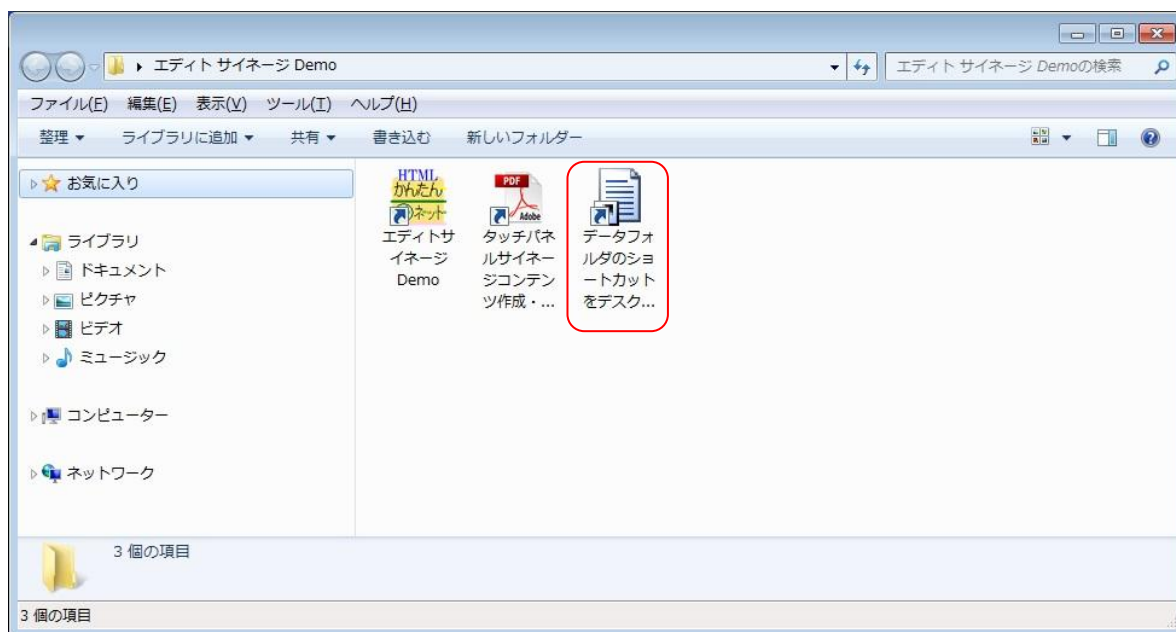 エディト サイネージ Demo
エディト サイネージ Demoの検索
ファイル(F) 編集(E) 表示(V) ツール(T) ヘルプ(H)
整理 ライブラリに追加 共有 書き込む 新しいフォルダー
お気に入り
ライブラリ
ドキュメント
ピクチャ
ビデオ
ミュージック
コンピューター
ネットワーク
HTML
かんたん
ネット
エディトサ
イネージ
Demo
PDF
Adobe
タッチパネ
ルサイネー
ジコンテン
ツ作成・...
データフォ
ルダのショ
ートカット
をデスク...
3 個の項目
3 個の項目